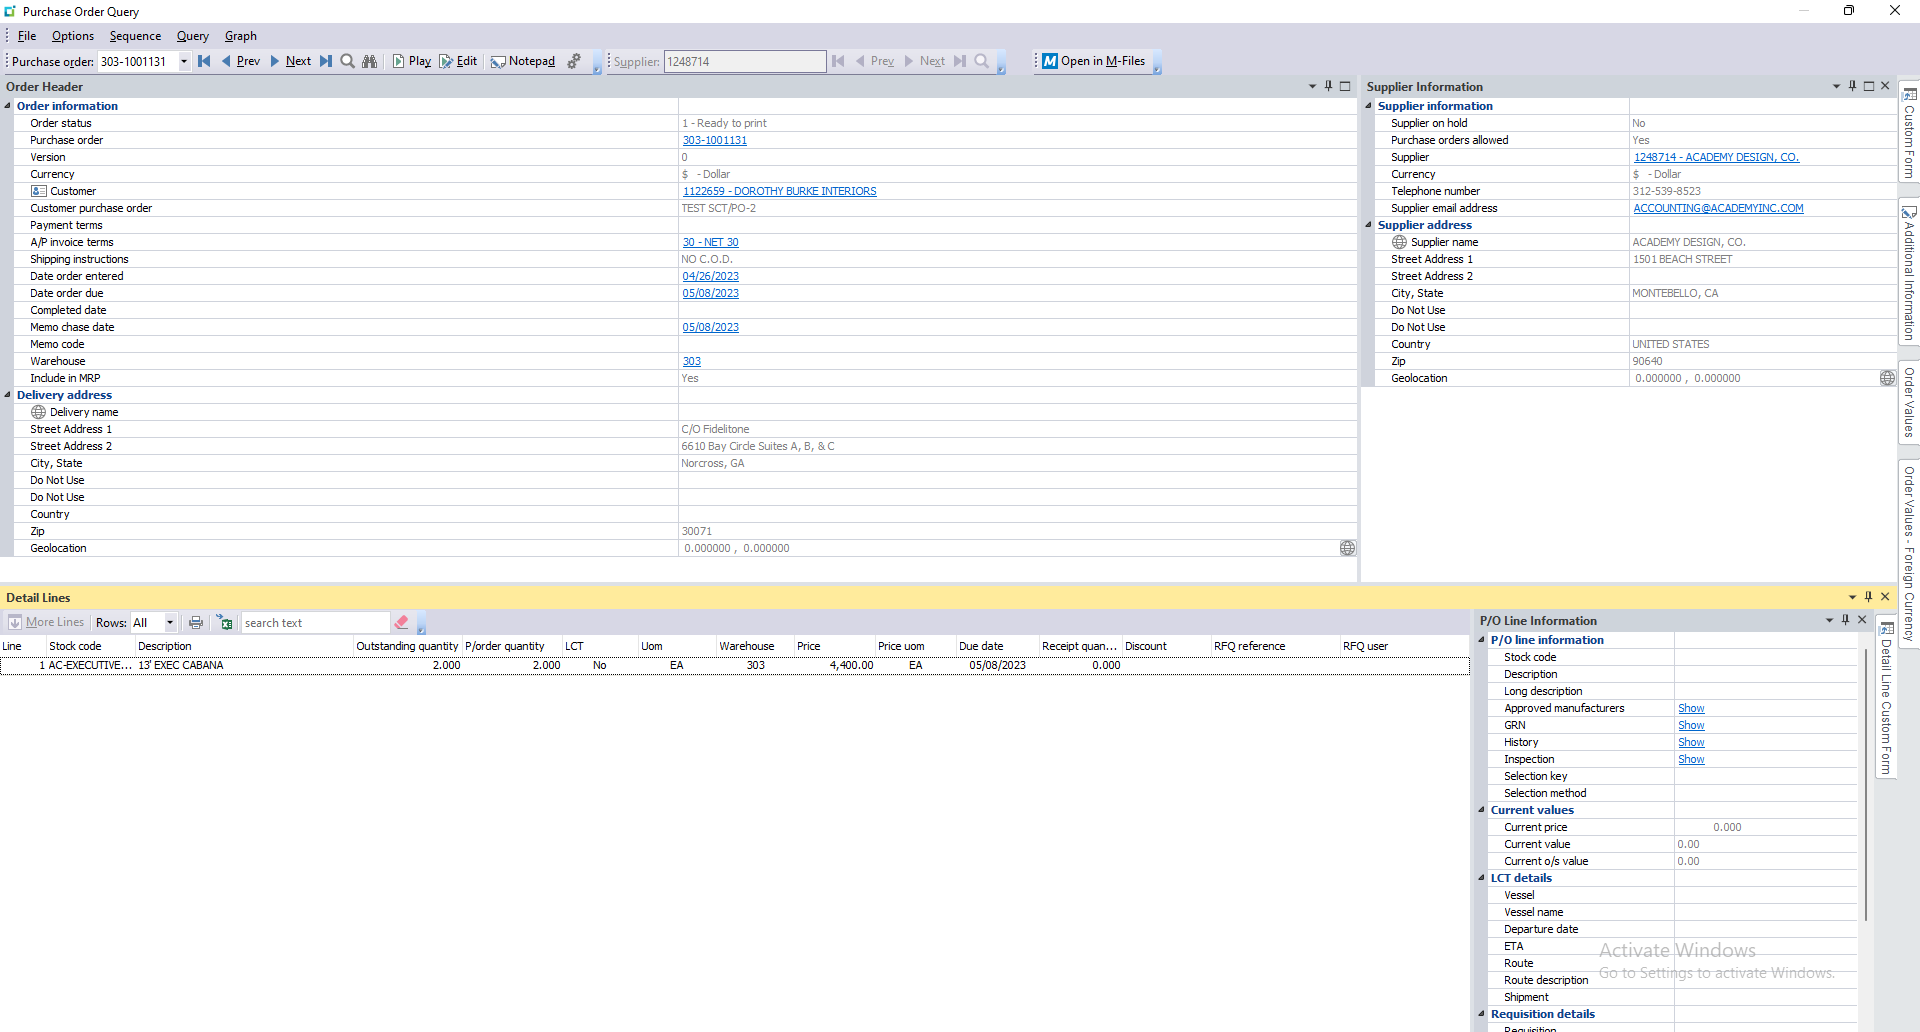 Purchase Order Query
File Options Sequence Query Graph
Purchase order: 303-1001131 Prev Next Play Edit Notepad Supplier: 1248714 Prev Next Open in M-Files
Order Header
Order information
Order status 1 - Ready to print
Purchase order 303-1001131
Version 0
Currency $ - Dollar
Customer 1122659 - DOROTHY BURKE INTERIORS
Customer purchase order TEST SCT/PO-2
Payment terms
A/P invoice terms 30 - NET 30
Shipping instructions NO C.O.D.
Date order entered 04/26/2023
Date order due 05/08/2023
Completed date
Memo chase date 05/08/2023
Memo code
Warehouse 303
Include in MRP Yes
Delivery address
Delivery name
Street Address 1 C/O Fidelitone
Street Address 2 6610 Bay Circle Suites A, B, & C
City, State Norcross, GA
Do Not Use
Do Not Use
Country
Zip 30071
Geolocation 0.000000 , 0.000000
Supplier Information
Supplier information
Supplier on hold No
Purchase orders allowed Yes
Supplier 1248714 - ACADEMY DESIGN, CO.
Currency $ - Dollar
Telephone number 312-539-8523
Supplier email address ACCOUNTING@ACADEMYINC.COM
Supplier address
Supplier name ACADEMY DESIGN, CO.
Street Address 1 1501 BEACH STREET
Street Address 2
City, State MONTEBELLO, CA
Do Not Use
Do Not Use
Country UNITED STATES
Zip 90640
Geolocation 0.000000 , 0.000000
Custom Form
Additional Information
Order Values
Order Values - Foreign Currency
Detail Lines
More Lines Rows: All search text
Line Stock code Description Outstanding quantity P/order quantity LCT Uom Warehouse Price Price uom Due date Receipt quan... Discount RFQ reference RFQ user
1 AC-EXECUTIVE... 13' EXEC CABANA 2.000 2.000 No EA 303 4,400.00 EA 05/08/2023 0.000
P/O Line Information
P/O line information
Stock code
Description
Long description
Approved manufacturers Show
GRN Show
History Show
Inspection Show
Selection key
Selection method
Current values
Current price 0.000
Current value 0.00
Current o/s value 0.00
LCT details
Vessel
Vessel name
Departure date
ETA
Route
Route description
Shipment
Requisition details
Requisition
Detail Line Custom Form
Activate Windows
Go to Settings to activate Windows.